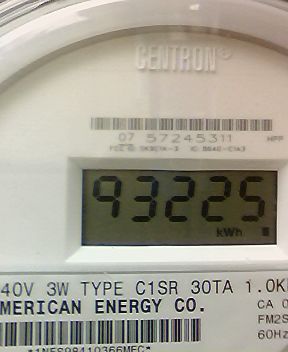 CENTRON®
07 57245311
93225
kWh
40V 3W TYPE C1SR 30TA 1.0K
MERICAN ENERGY CO.
CA 0
FM2S
60Hz